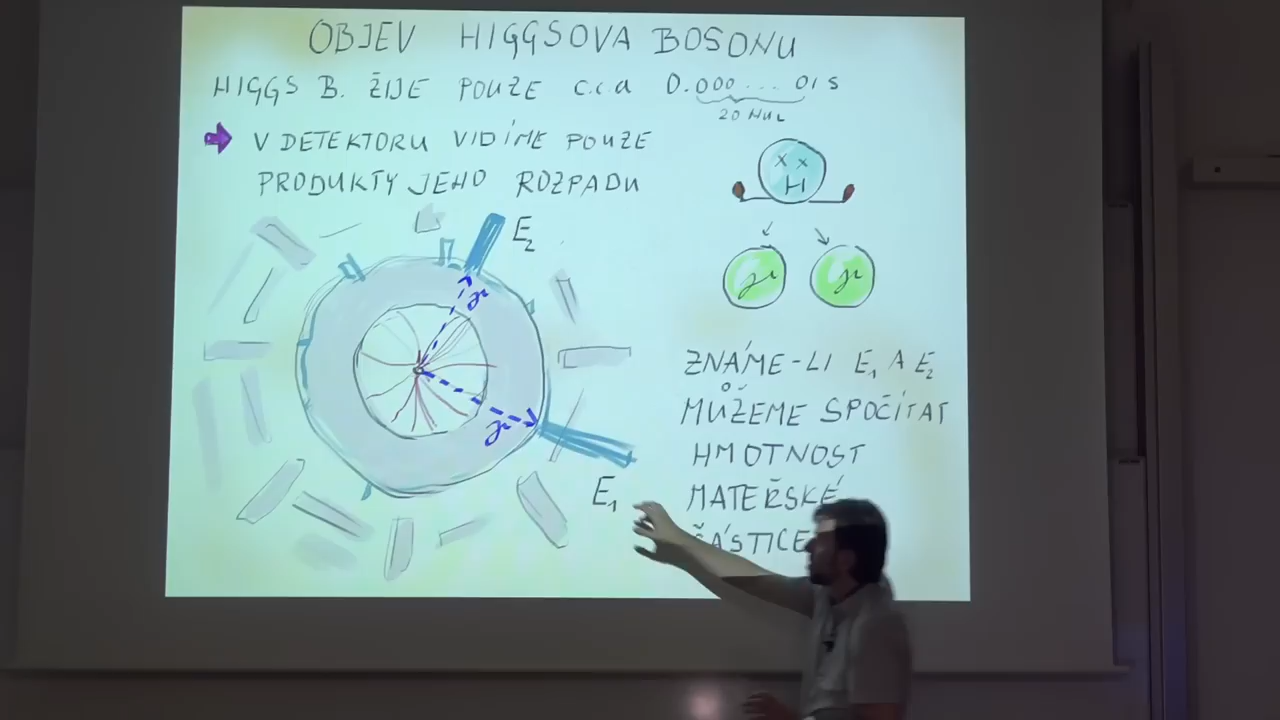 OBJEV HIGGSOVA BOSONU
HIGGS B. ŽIJE POUZE c.c.a 0.000...01 s
20 NUL
V DETEKTORU VIDÍME POUZE
PRODUKTY JEHO ROZPADU
X X
H
γ γ
E₂
γ
γ
E₁
ZNÁME-LI E₁ A E₂
MŮŽEME SPOČÍTAT
HMOTNOST
MATEŘSKÉ
ČÁSTICE